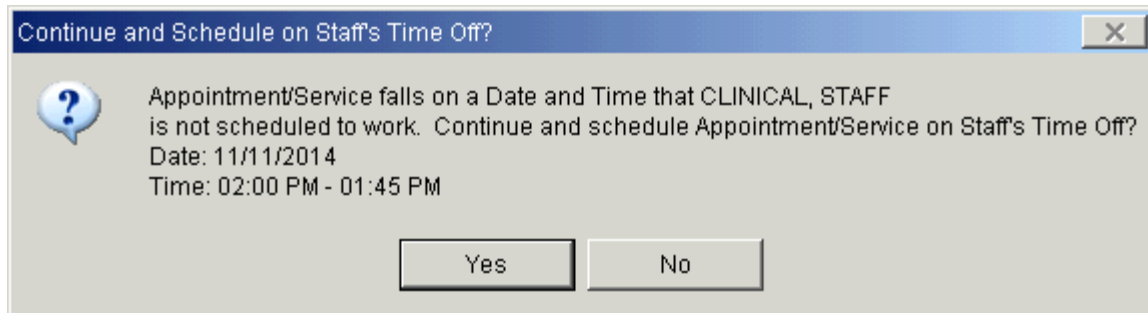 Continue and Schedule on Staff's Time Off?
Appointment/Service falls on a Date and Time that CLINICAL, STAFF
is not scheduled to work.  Continue and schedule Appointment/Service on Staff's Time Off?
Date: 11/11/2014
Time: 02:00 PM - 01:45 PM
Yes No